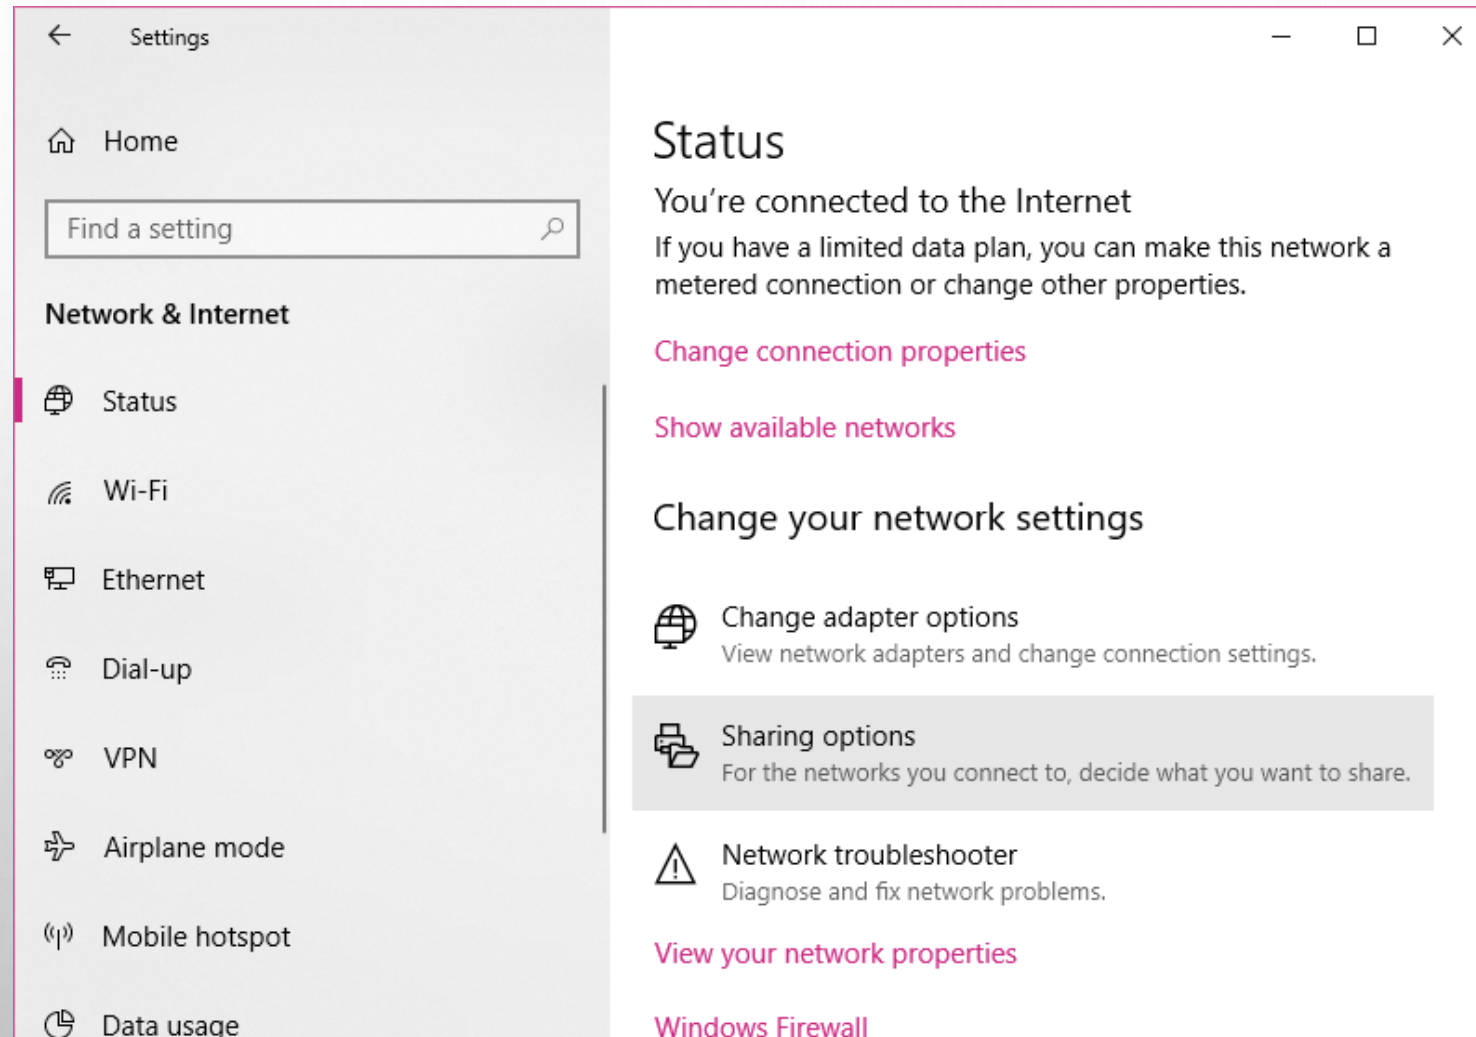 Settings
Home
Find a setting
Network & Internet
Status
Wi-Fi
Ethernet
Dial-up
VPN
Airplane mode
Mobile hotspot
Data usage
Status
You're connected to the Internet
If you have a limited data plan, you can make this network a
metered connection or change other properties.
Change connection properties
Show available networks
Change your network settings
Change adapter options
View network adapters and change connection settings.
Sharing options
For the networks you connect to, decide what you want to share.
Network troubleshooter
Diagnose and fix network problems.
View your network properties
Windows Firewall